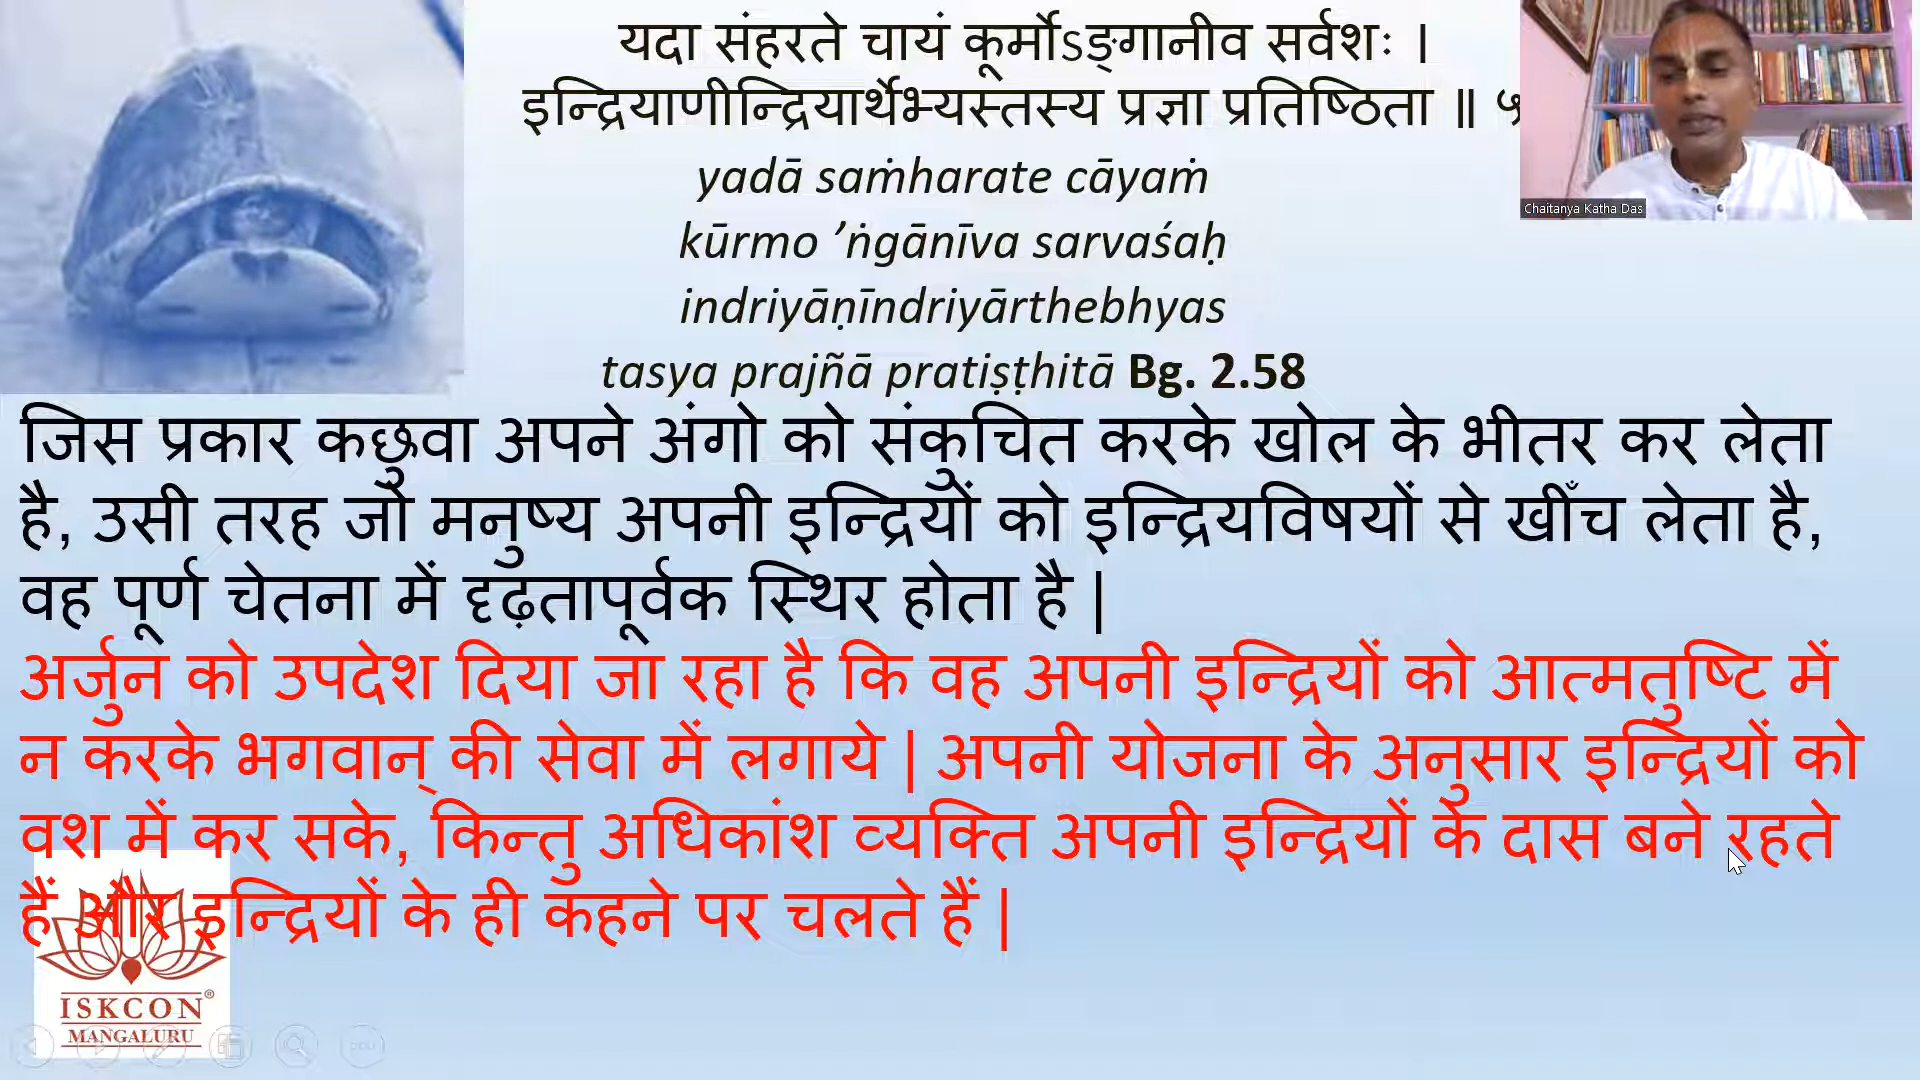 यदा संहरते चायं कूर्मोऽङ्गानीव सर्वशः ।
इन्द्रियाणीन्द्रियार्थेभ्यस्तस्य प्रज्ञा प्रतिष्ठिता ॥
yadā saṁharate cāyaṁ
kūrmo ’ṅgānīva sarvaśaḥ
indriyāṇīndriyārthebhyas
tasya prajñā pratiṣṭhitā Bg. 2.58
Chaitanya Katha Das
जिस प्रकार कछुवा अपने अंगो को संकुचित करके खोल के भीतर कर लेता
है, उसी तरह जो मनुष्य अपनी इन्द्रियों को इन्द्रियविषयों से खीँच लेता है,
वह पूर्ण चेतना में दृढ़तापूर्वक स्थिर होता है |
अर्जुन को उपदेश दिया जा रहा है कि वह अपनी इन्द्रियों को आत्मतुष्टि में
न करके भगवान् की सेवा में लगाये | अपनी योजना के अनुसार इन्द्रियों को
वश में कर सके, किन्तु अधिकांश व्यक्ति अपनी इन्द्रियों के दास बने रहते
हैं और इन्द्रियों के ही कहने पर चलते हैं |
ISKCON®
MANGALURU